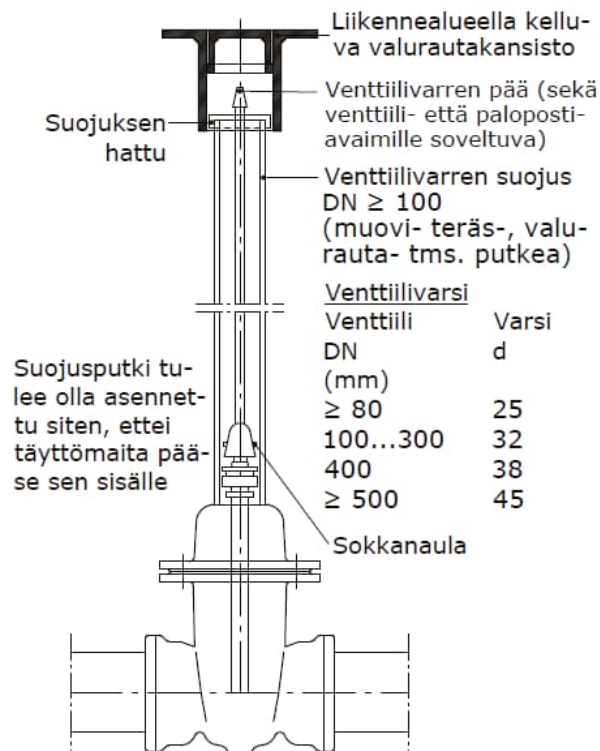 Liikennealueella kellu-
va valurautakansisto
Venttiilivarren pää (sekä
venttiili- että paloposti-
avaimille soveltuva)
Suojuksen
hattu
Venttiilivarren suojus
DN ≥ 100
(muovi- teräs-, valu-
rauta- tms. putkea)
Venttiilivarsi
Venttiili Varsi
DN d
(mm)
≥ 80 25
100...300 32
400 38
≥ 500 45
Suojusputki tu-
lee olla asennet-
tu siten, ettei
täyttömaita pää-
se sen sisälle
Sokkanaula